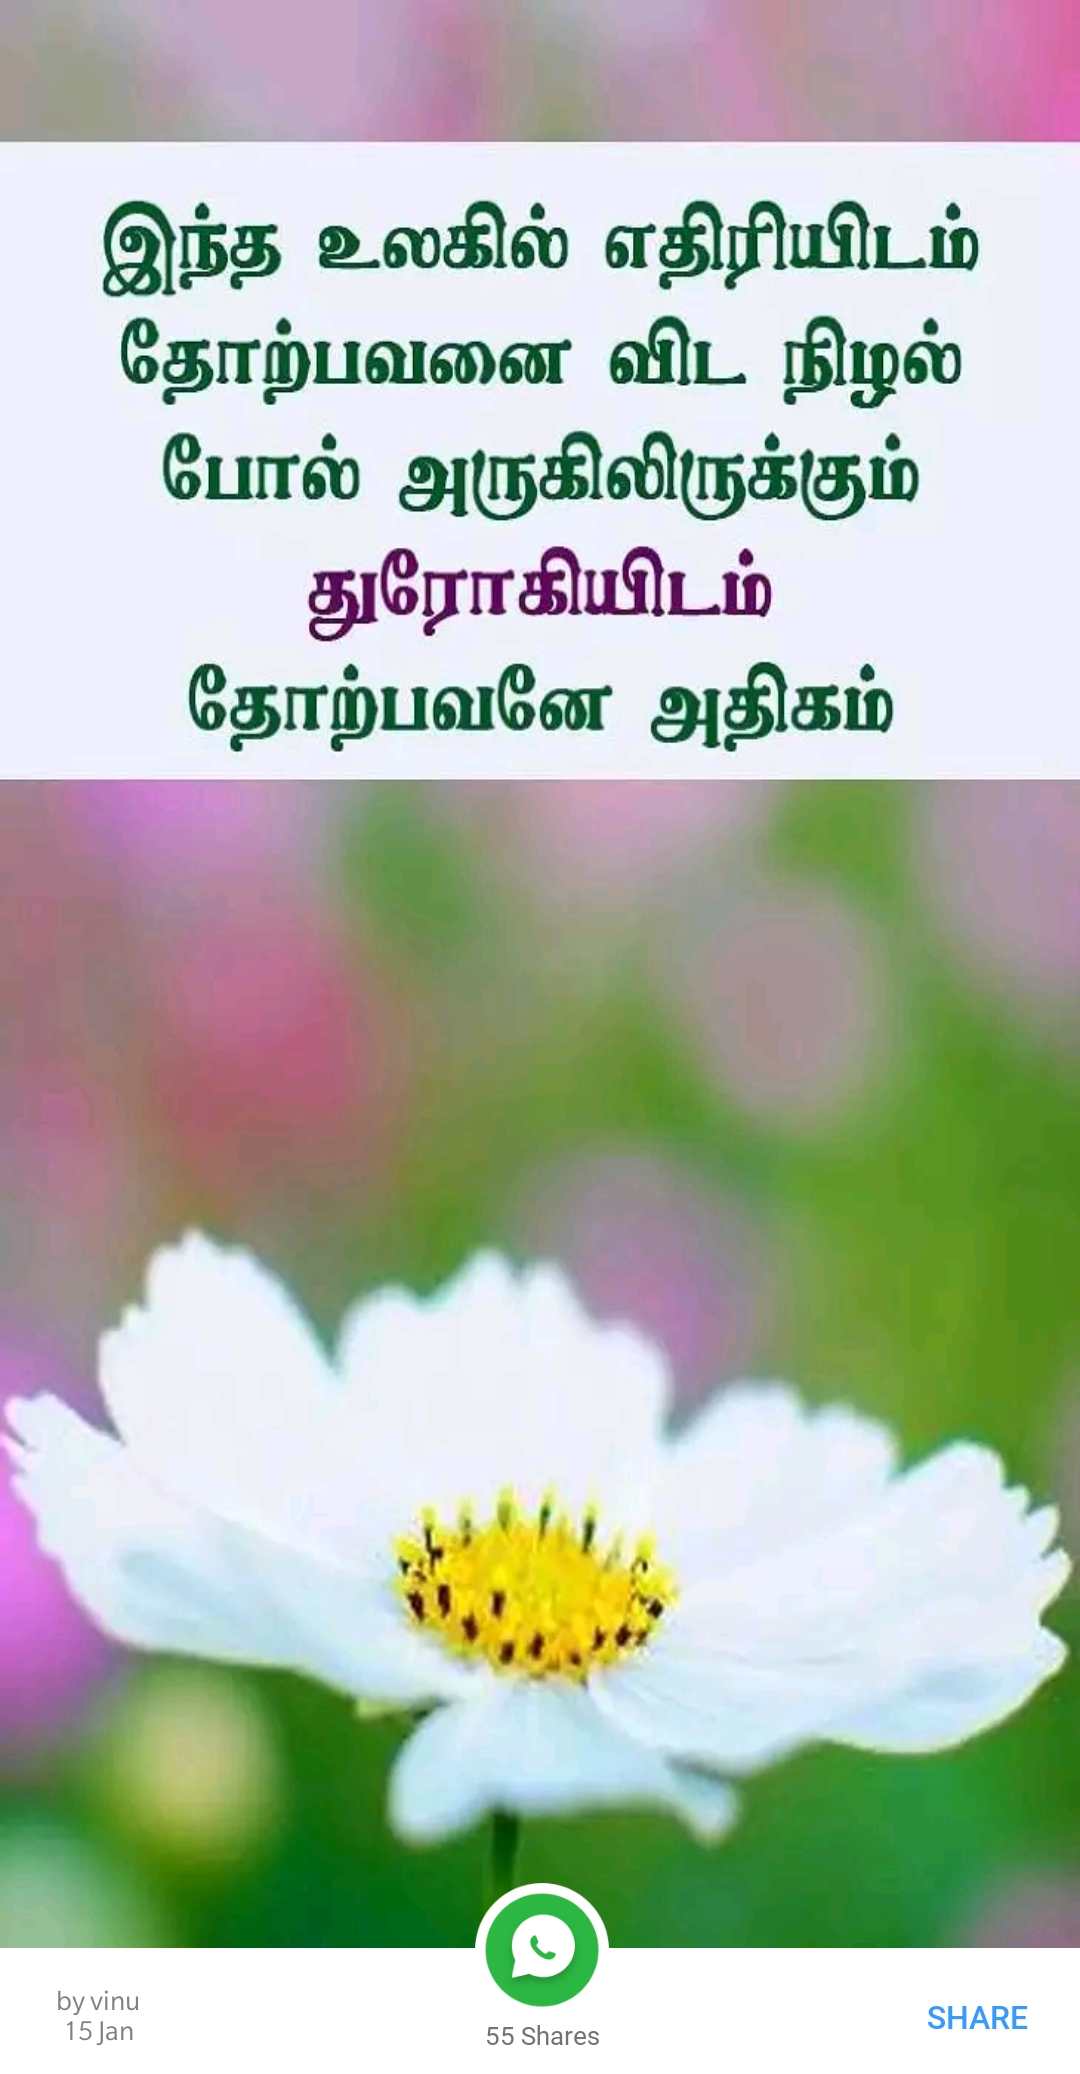 இந்த உலகில் எதிரியிடம்
தோற்பவனை விட நிழல்
போல் அருகிலிருக்கும்
துரோகியிடம்
தோற்பவனே அதிகம்
by vinu
15 Jan
55 Shares
SHARE